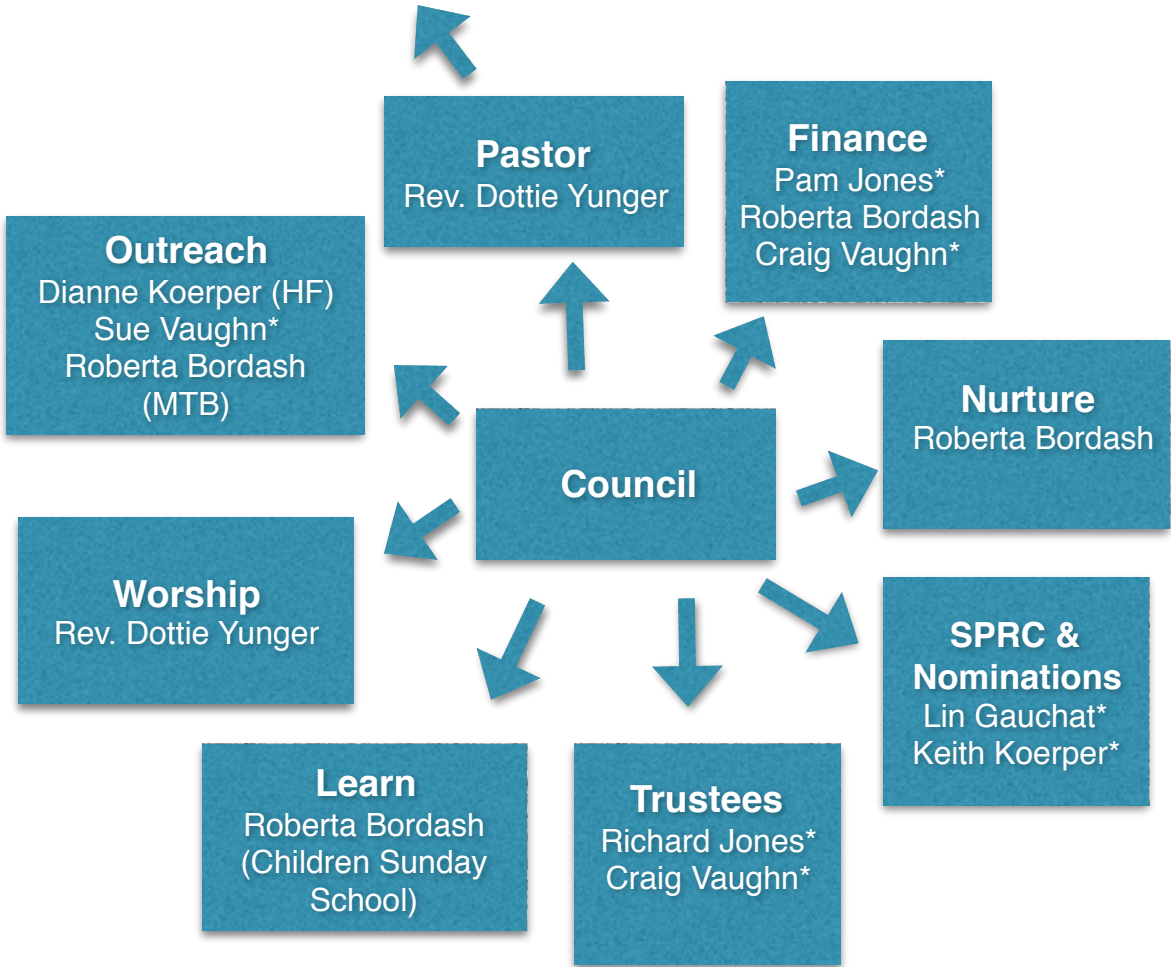 Pastor
Rev. Dottie Yunger
Finance
Pam Jones*
Roberta Bordash
Craig Vaughn*
Outreach
Dianne Koerper (HF)
Sue Vaughn*
Roberta Bordash
(MTB)
Nurture
Roberta Bordash
Council
Worship
Rev. Dottie Yunger
SPRC &
Nominations
Lin Gauchat*
Keith Koerper*
Learn
Roberta Bordash
(Children Sunday
School)
Trustees
Richard Jones*
Craig Vaughn*